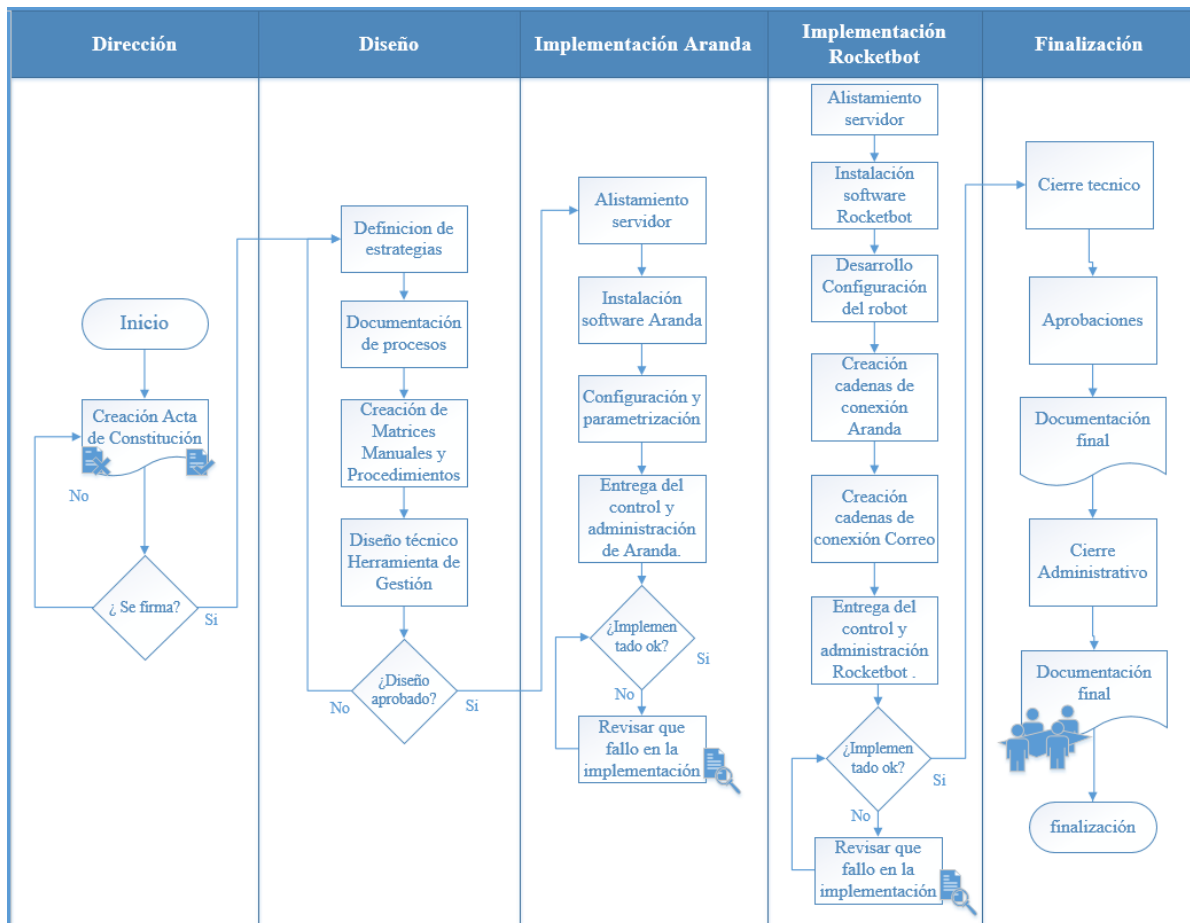 Dirección
Diseño
Implementación Aranda
Implementación
Rocketbot
Finalización
Inicio
Creación Acta
de Constitución
No
¿ Se firma?
Si
Definicion de
estrategias
Documentación
de procesos
Creación de
Matrices
Manuales y
Procedimientos
Diseño técnico
Herramienta de
Gestión
¿Diseño
aprobado?
No
Si
Alistamiento
servidor
Instalación
software Aranda
Configuración y
parametrización
Entrega del
control y
administración
de Aranda.
¿Implemen
tado ok?
Si
No
Revisar que
fallo en la
implementación
Alistamiento
servidor
Instalación
software
Rocketbot
Desarrollo
Configuración
del robot
Creación
cadenas de
conexión
Aranda
Creación
cadenas de
conexión Correo
Entrega del
control y
administración
Rocketbot .
¿Implemen
tado ok?
Si
No
Revisar que
fallo en la
implementación
Cierre tecnico
Aprobaciones
Documentación
final
Cierre
Administrativo
Documentación
final
finalización